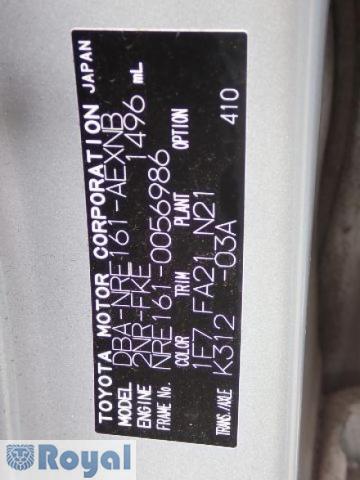 TOYOTA MOTOR CORPORATION JAPAN
MODEL DBA-NRE161-AEXNB
ENGINE 2NR-FKE 1496 mL
FRAME No. NRE161-0056986
COLOR TRIM PLANT OPTION
1E7 FA21 N21 410
TRANS./AXLE K312 -03A
Royal